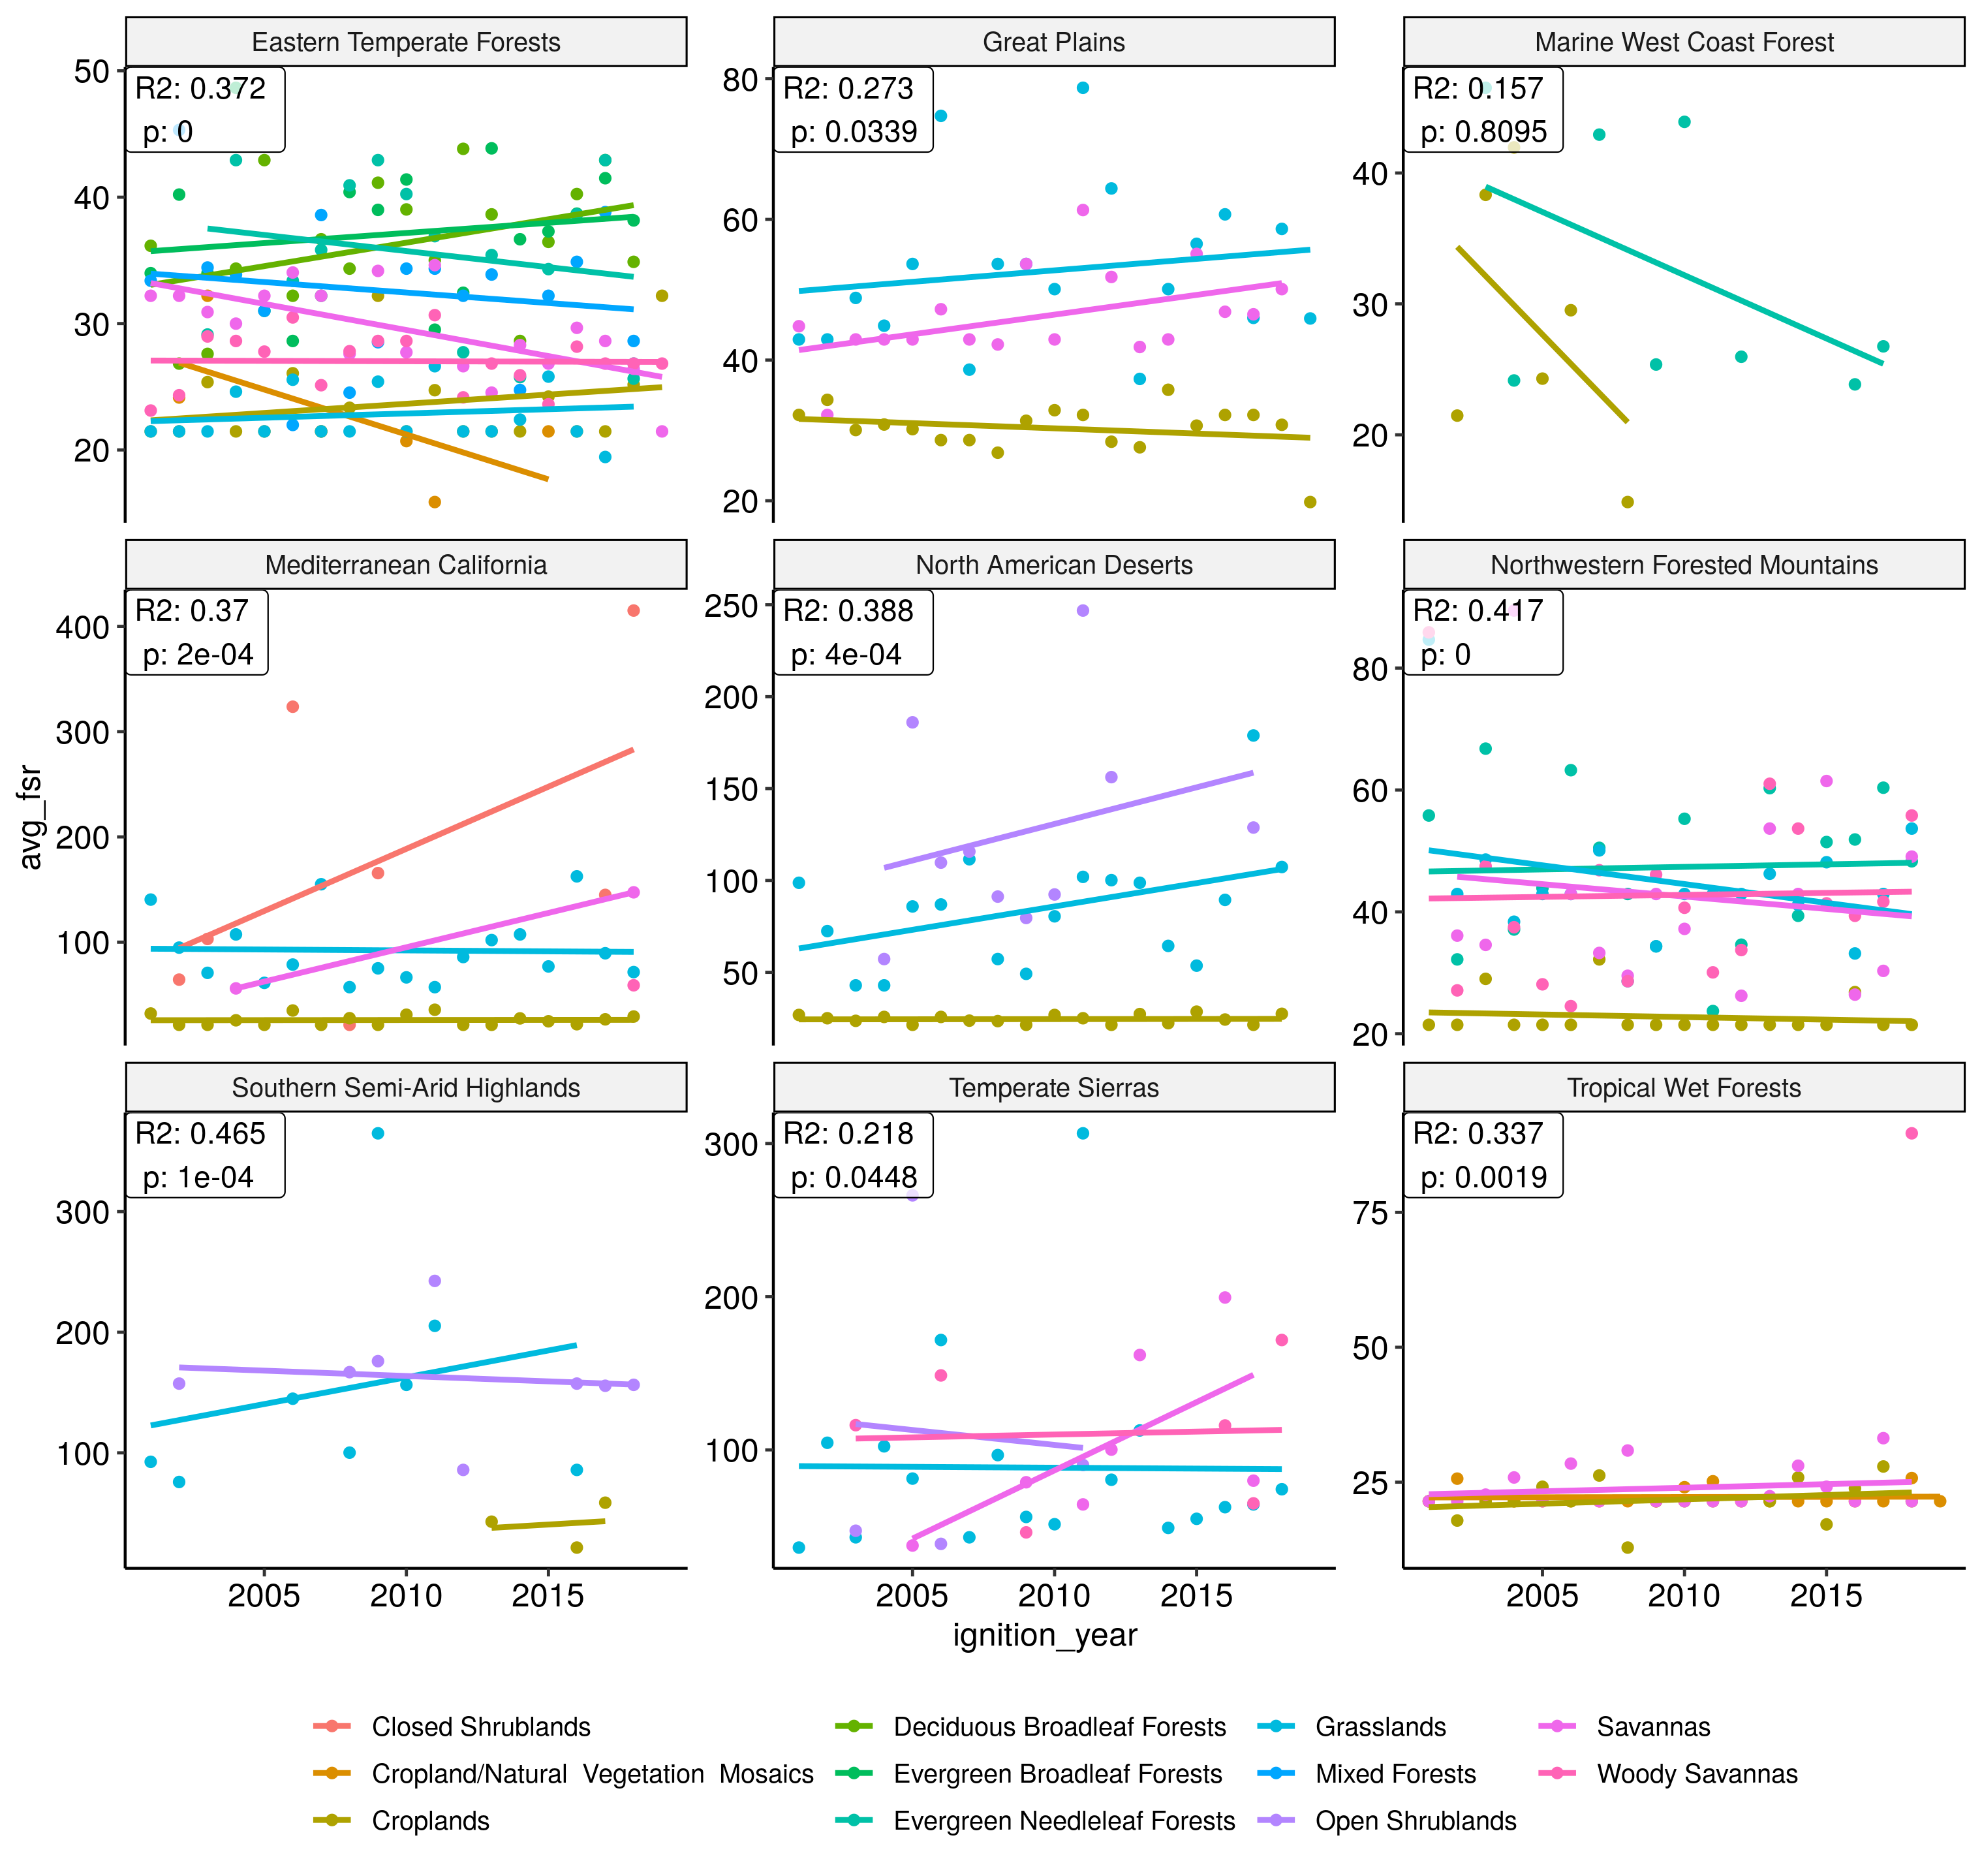 Eastern Temperate Forests
Great Plains
Marine West Coast Forest
R2: 0.372
p: 0
R2: 0.273
p: 0.0339
R2: 0.157
p: 0.8095
50
40
30
20
80
60
40
20
40
30
20
Mediterranean California
North American Deserts
Northwestern Forested Mountains
R2: 0.37
p: 2e-04
R2: 0.388
p: 4e-04
R2: 0.417
p: 0
400
300
200
100
250
200
150
100
50
80
60
40
20
avg_fsr
Southern Semi-Arid Highlands
Temperate Sierras
Tropical Wet Forests
R2: 0.465
p: 1e-04
R2: 0.218
p: 0.0448
R2: 0.337
p: 0.0019
300
200
100
300
200
100
75
50
25
2005 2010 2015
2005 2010 2015
2005 2010 2015
ignition_year
Closed Shrublands
Cropland/Natural  Vegetation  Mosaics
Croplands
Deciduous Broadleaf Forests
Evergreen Broadleaf Forests
Evergreen Needleleaf Forests
Grasslands
Mixed Forests
Open Shrublands
Savannas
Woody Savannas